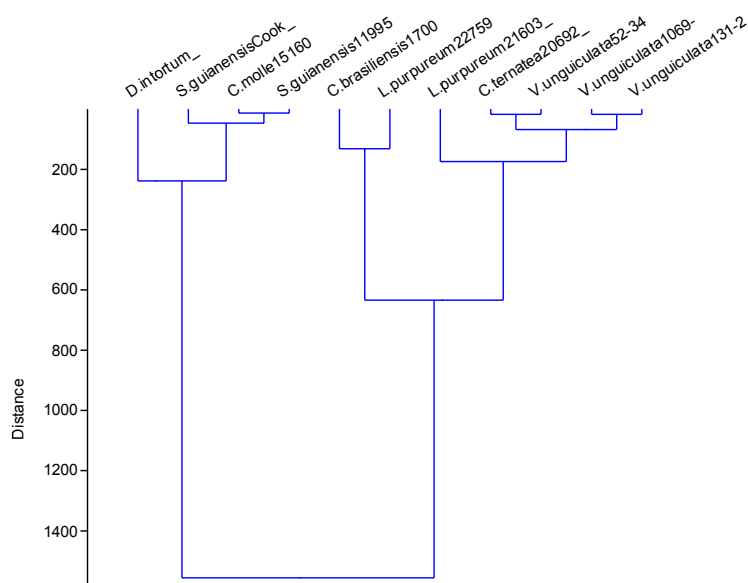 D.intortum_
S.guianensisCook_
C.molle15160
S.guianensis11995
C.brasiliensis1700
L.purpureum22759
L.purpureum21603_
C.ternatea20692_
V.unguiculata52-34
V.unguiculata1069-
V.unguiculata131-2
200
400
600
800
1000
1200
1400
Distance